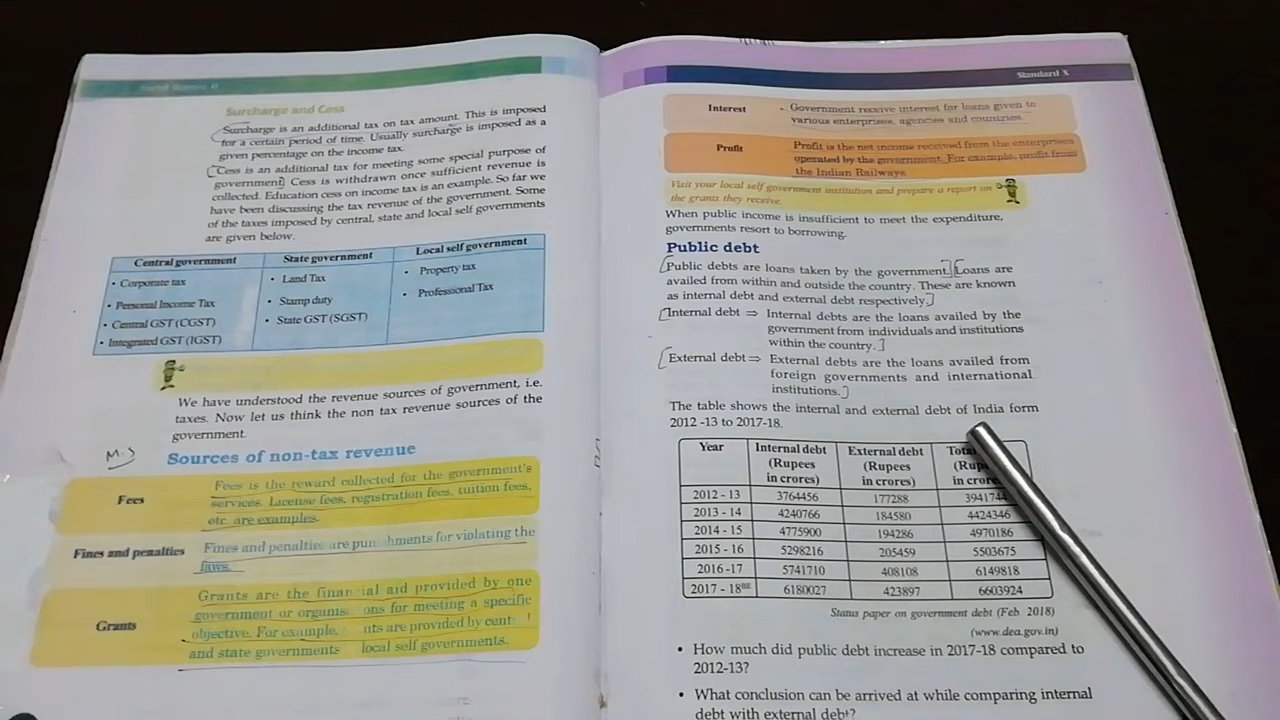 Surcharge and Cess
Surcharge is an additional tax on tax amount. This is imposed
for a certain period of time. Usually surcharge is imposed as a
given percentage on the income tax.
Cess is an additional tax for meeting some special purpose of
government. Cess is withdrawn once sufficient revenue is
collected. Education cess on income tax is an example. So far we
have been discussing the tax revenue of the government. Some
of the taxes imposed by central, state and local self governments
are given below.
Central government State government Local self government
• Corporate tax • Land Tax • Property tax
• Personal Income Tax • Stamp duty • Professional Tax
• Central GST (CGST) • State GST (SGST)
• Integrated GST (IGST)
We have understood the revenue sources of government, i.e.
taxes. Now let us think the non tax revenue sources of the
government.
Sources of non-tax revenue
Fees
Fees is the reward collected for the government's
services. License fees, registration fees, tuition fees,
etc. are examples.
Fines and penalties
Fines and penalties are pun hments for violating the
laws.
Grants
Grants are the finan ial aid provided by one
government or organis ons for meeting a specific
objective. For example, nts are provided by cent l
and state governments local self governments.
Standard X
Interest - Government receive interest for loans given to
various enterprises, agencies and countries.
Profit Profit is the net income received from the enterprises
operated by the government. For example, profit from
the Indian Railways
Visit your local self government institution and prepare a report on
the grants they receive.
When public income is insufficient to meet the expenditure,
governments resort to borrowing.
Public debt
Public debts are loans taken by the government. Loans are
availed from within and outside the country. These are known
as internal debt and external debt respectively.
Internal debt ⇒ Internal debts are the loans availed by the
government from individuals and institutions
within the country.
External debt ⇒ External debts are the loans availed from
foreign governments and international
institutions.
The table shows the internal and external debt of India form
2012 -13 to 2017-18.
Year Internal debt (Rupees in crores) External debt (Rupees in crores)
2012 - 13 3764456 177288 3941744
2013 - 14 4240766 184580 4424346
2014 - 15 4775900 194286 4970186
2015 - 16 5298216 205459 5503675
2016 -17 5741710 408108 6149818
2017 - 18BE 6180027 423897 6603924
Status paper on government debt (Feb. 2018)
(www.dea.gov.in)
• How much did public debt increase in 2017-18 compared to
2012-13?
• What conclusion can be arrived at while comparing internal
debt with external debt?